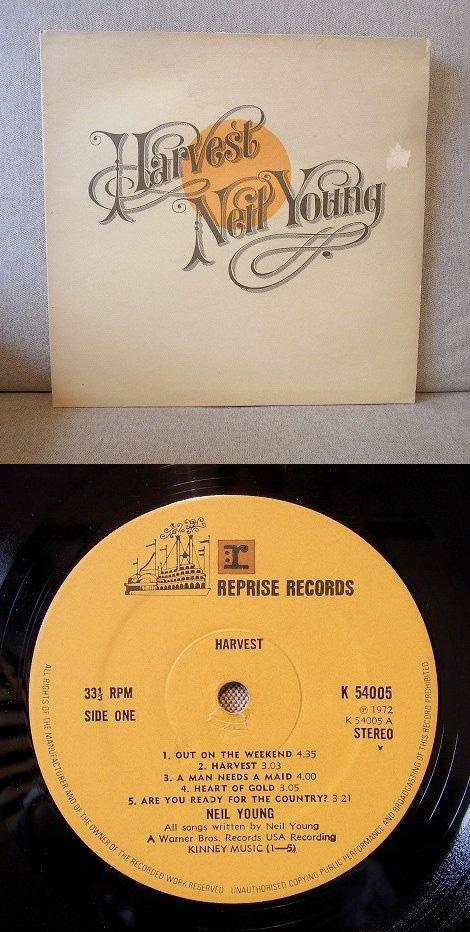 Harvest
Neil Young
r
REPRISE RECORDS
HARVEST
33⅓ RPM
SIDE ONE
K 54005
℗ 1972
K 54005 A
STEREO
v
1. OUT ON THE WEEKEND 4.35
2. HARVEST 3.03
3. A MAN NEEDS A MAID 4.00
4. HEART OF GOLD 3.05
5. ARE YOU READY FOR THE COUNTRY? 3 21
NEIL YOUNG
All songs written by Neil Young
A Warner Bros. Records USA Recording
KINNEY MUSIC (1—5)
ALL RIGHTS OF THE MANUFACTURER AND OF THE OWNER OF THE RECORDED WORK RESERVED UNAUTHORISED COPYING PUBLIC PERFORMANCE AND BROADCASTING OF THIS RECORD PROHIBITED